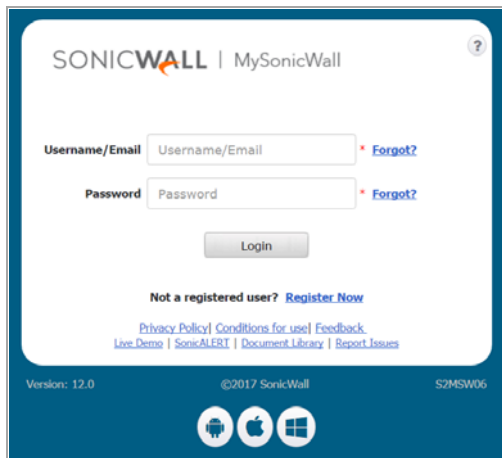 SONICWALL | MySonicWall
?
Username/Email Username/Email * Forgot?
Password Password * Forgot?
Login
Not a registered user? Register Now
Privacy Policy| Conditions for use| Feedback
Live Demo | SonicALERT | Document Library | Report Issues
Version: 12.0 ©2017 SonicWall S2MSW06